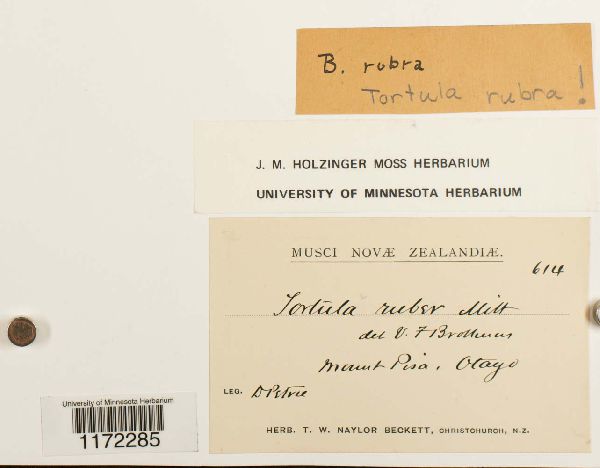 B. rubra
Tortula rubra!
J. M. HOLZINGER MOSS HERBARIUM
UNIVERSITY OF MINNESOTA HERBARIUM
MUSCI NOVÆ ZEALANDIÆ.
614
Tortula ruber Mitt
det V. F Brotherus
Mount Pisa, Otago
LEG. D Petrie
HERB. T. W. NAYLOR BECKETT, CHRISTCHURCH, N.Z.
University of Minnesota Herbarium
1172285